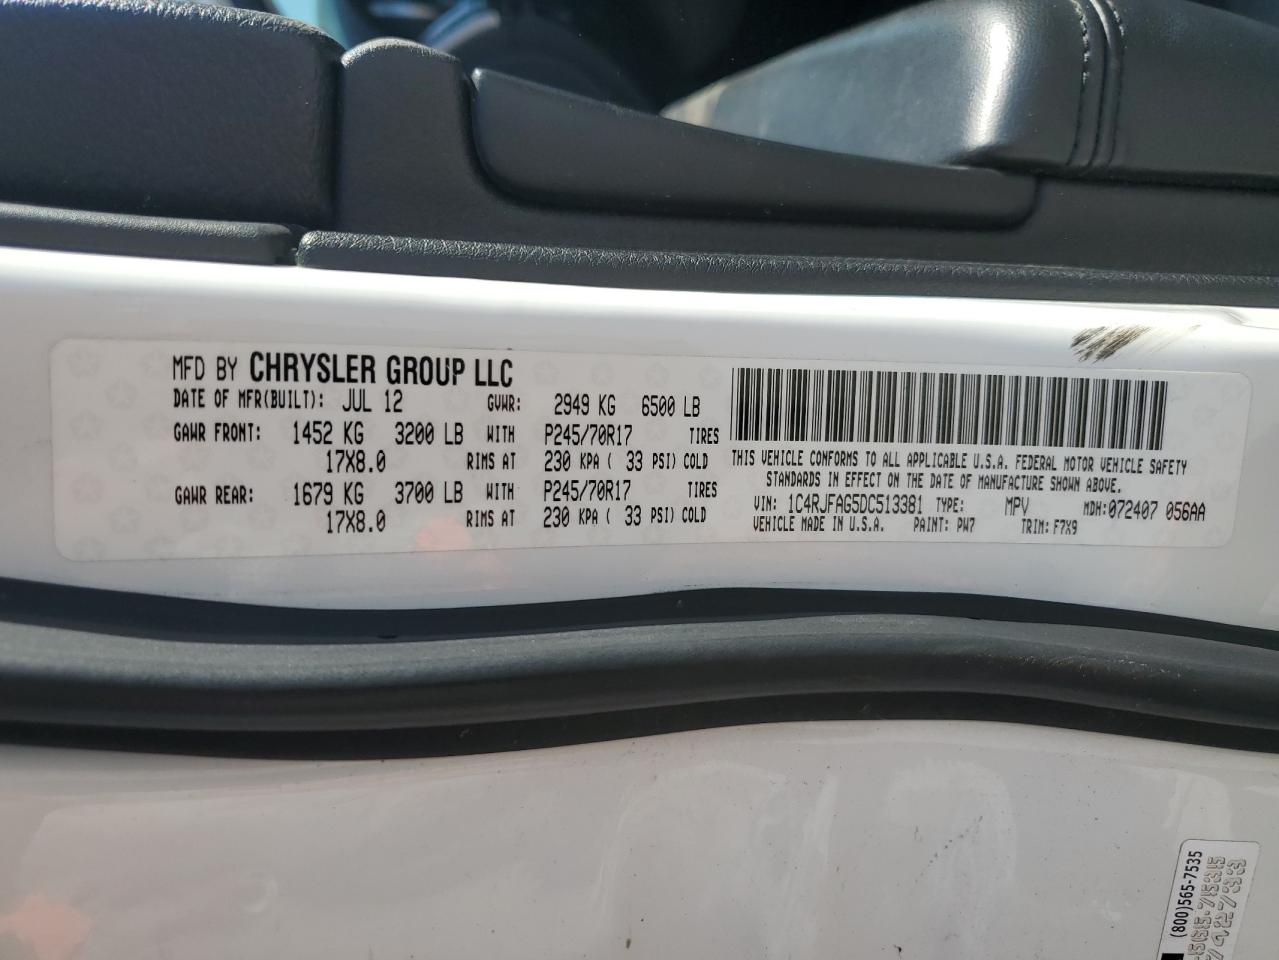 MFD BY CHRYSLER GROUP LLC
DATE OF MFR(BUILT): JUL 12 GVWR: 2949 KG 6500 LB
GAWR FRONT: 1452 KG 3200 LB WITH P245/70R17 TIRES
17X8.0 RIMS AT 230 KPA ( 33 PSI) COLD
GAWR REAR: 1679 KG 3700 LB WITH P245/70R17 TIRES
17X8.0 RIMS AT 230 KPA ( 33 PSI) COLD
THIS VEHICLE CONFORMS TO ALL APPLICABLE U.S.A. FEDERAL MOTOR VEHICLE SAFETY
STANDARDS IN EFFECT ON THE DATE OF MANUFACTURE SHOWN ABOVE.
VIN: 1C4RJFAG5DC513381 TYPE: MPV MDH: 072407 056AA
VEHICLE MADE IN U.S.A. PAINT: PW7 TRIM: F7X9
(800)565-7535